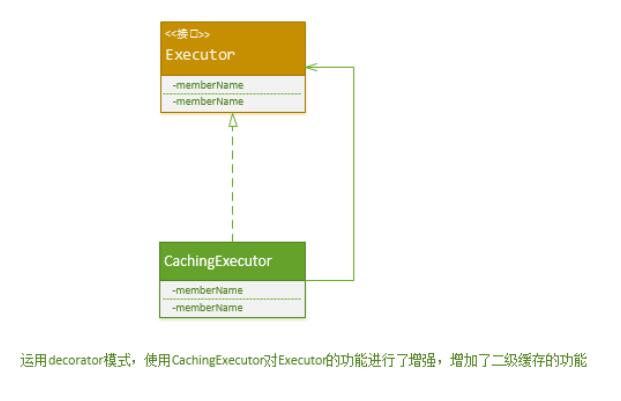 <<接口>>
Executor
-memberName
-memberName
CachingExecutor
-memberName
-memberName
运用decorator模式，使用CachingExecutor对Executor的功能进行了增强，增加了二级缓存的功能